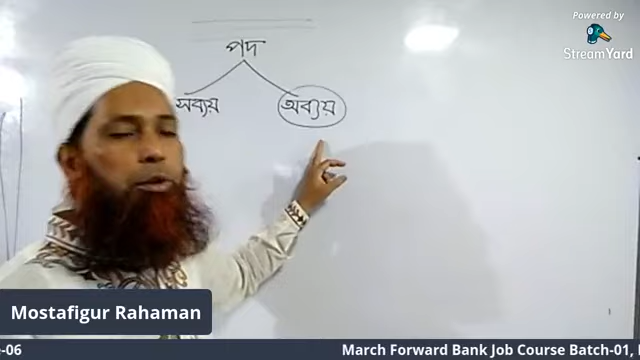 Powered by
StreamYard
পদ
সব্যয় অব্যয়
Mostafigur Rahaman
-06 March Forward Bank Job Course Batch-01,